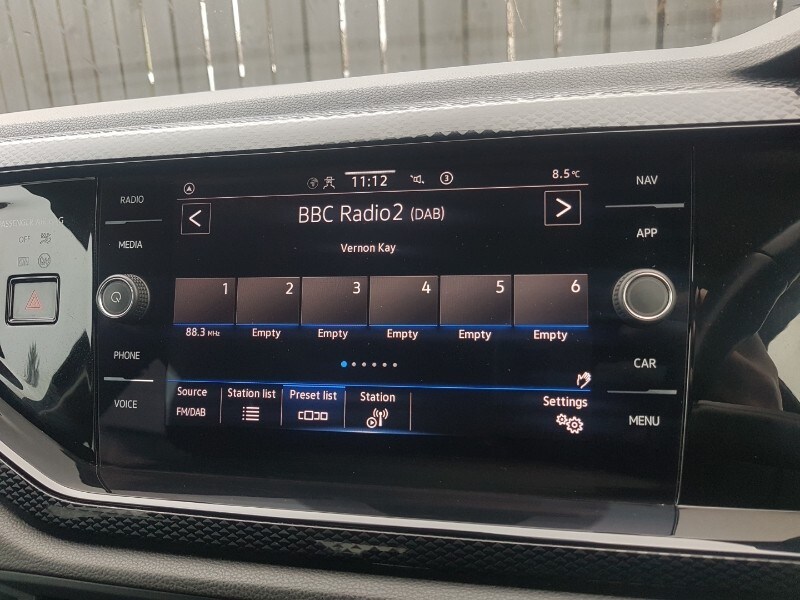 11:12
3
8.5°C
RADIO
NAV
<
BBC Radio2 (DAB)
>
MEDIA
APP
OFF
Vernon Kay
1 2 3 4 5 6
88.3 MHz Empty Empty Empty Empty Empty
PHONE
CAR
Source Station list Preset list Station Settings
FM/DAB
VOICE
MENU